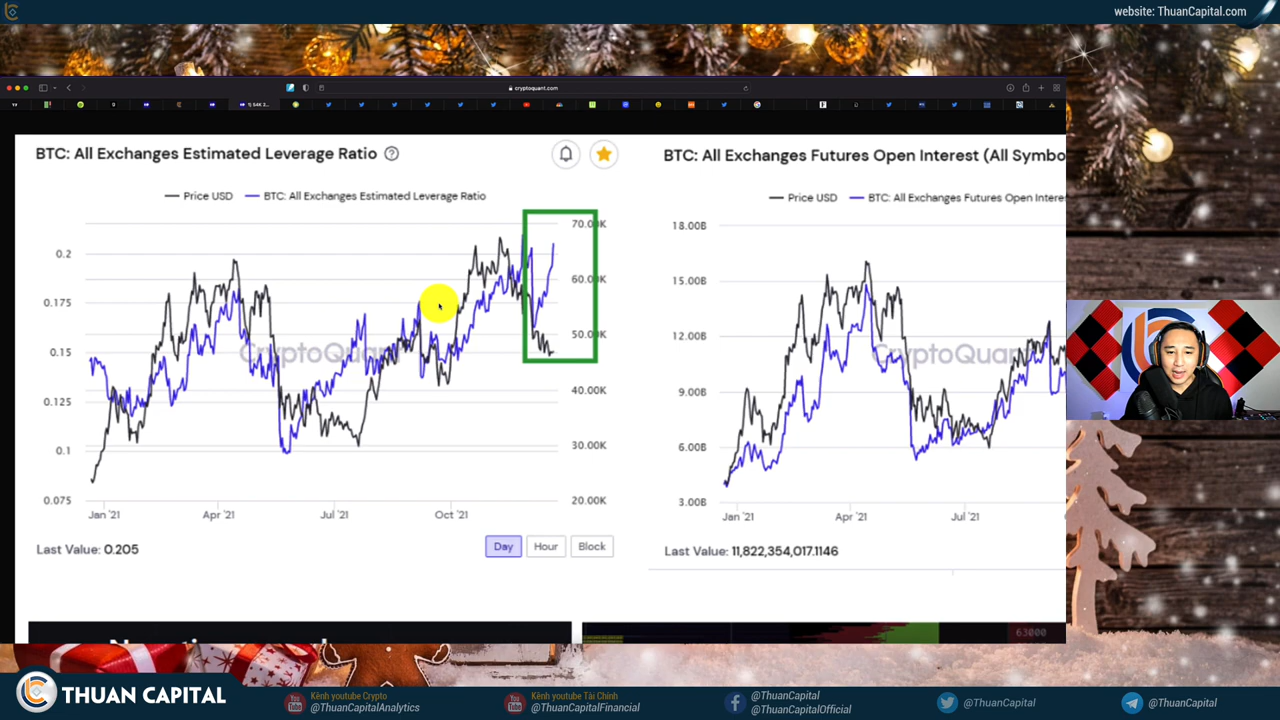 website: ThuanCapital.com
cryptoquant.com
BTC: All Exchanges Estimated Leverage Ratio
Price USD
BTC: All Exchanges Estimated Leverage Ratio
0.2
0.175
0.15
0.125
0.1
0.075
70.00K
60.00K
50.00K
40.00K
30.00K
20.00K
CryptoQuant
Jan '21
Apr '21
Jul '21
Oct '21
Last Value: 0.205
Day
Hour
Block
BTC: All Exchanges Futures Open Interest (All Symbo
Price USD
BTC: All Exchanges Futures Open Intere
18.00B
15.00B
12.00B
9.00B
6.00B
3.00B
CryptoQuan
Jan '21
Apr '21
Jul '21
Last Value: 11,822,354,017.1146
63000
THUAN CAPITAL
Kênh youtube Crypto
@ThuanCapitalAnalytics
Kênh youtube Tài Chính
@ThuanCapitalFinancial
@ThuanCapital
@ThuanCapitalOfficial
@ThuanCapital
@ThuanCapital